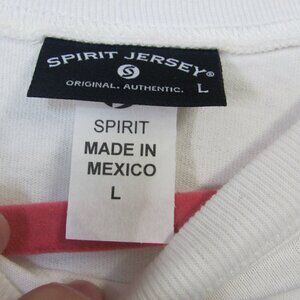 SPIRIT JERSEY®
S
ORIGINAL. AUTHENTIC. L
SPIRIT
MADE IN
MEXICO
L